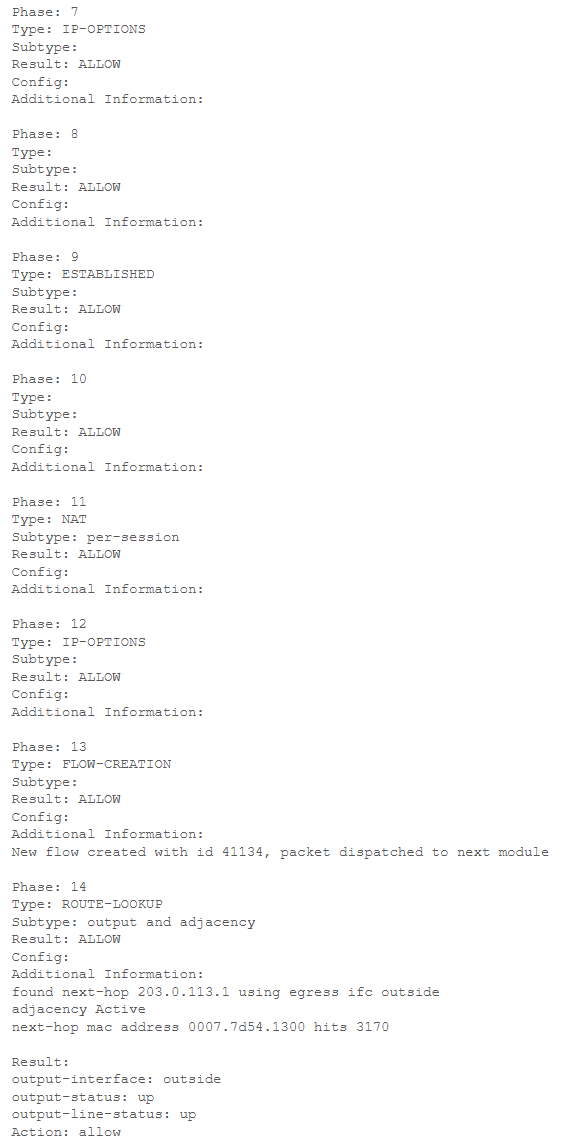 Phase: 7
Type: IP-OPTIONS
Subtype:
Result: ALLOW
Config:
Additional Information:
Phase: 8
Type:
Subtype:
Result: ALLOW
Config:
Additional Information:
Phase: 9
Type: ESTABLISHED
Subtype:
Result: ALLOW
Config:
Additional Information:
Phase: 10
Type:
Subtype:
Result: ALLOW
Config:
Additional Information:
Phase: 11
Type: NAT
Subtype: per-session
Result: ALLOW
Config:
Additional Information:
Phase: 12
Type: IP-OPTIONS
Subtype:
Result: ALLOW
Config:
Additional Information:
Phase: 13
Type: FLOW-CREATION
Subtype:
Result: ALLOW
Config:
Additional Information:
New flow created with id 41134, packet dispatched to next module
Phase: 14
Type: ROUTE-LOOKUP
Subtype: output and adjacency
Result: ALLOW
Config:
Additional Information:
found next-hop 203.0.113.1 using egress ifc outside
adjacency Active
next-hop mac address 0007.7d54.1300 hits 3170
Result:
output-interface: outside
output-status: up
output-line-status: up
Action: allow